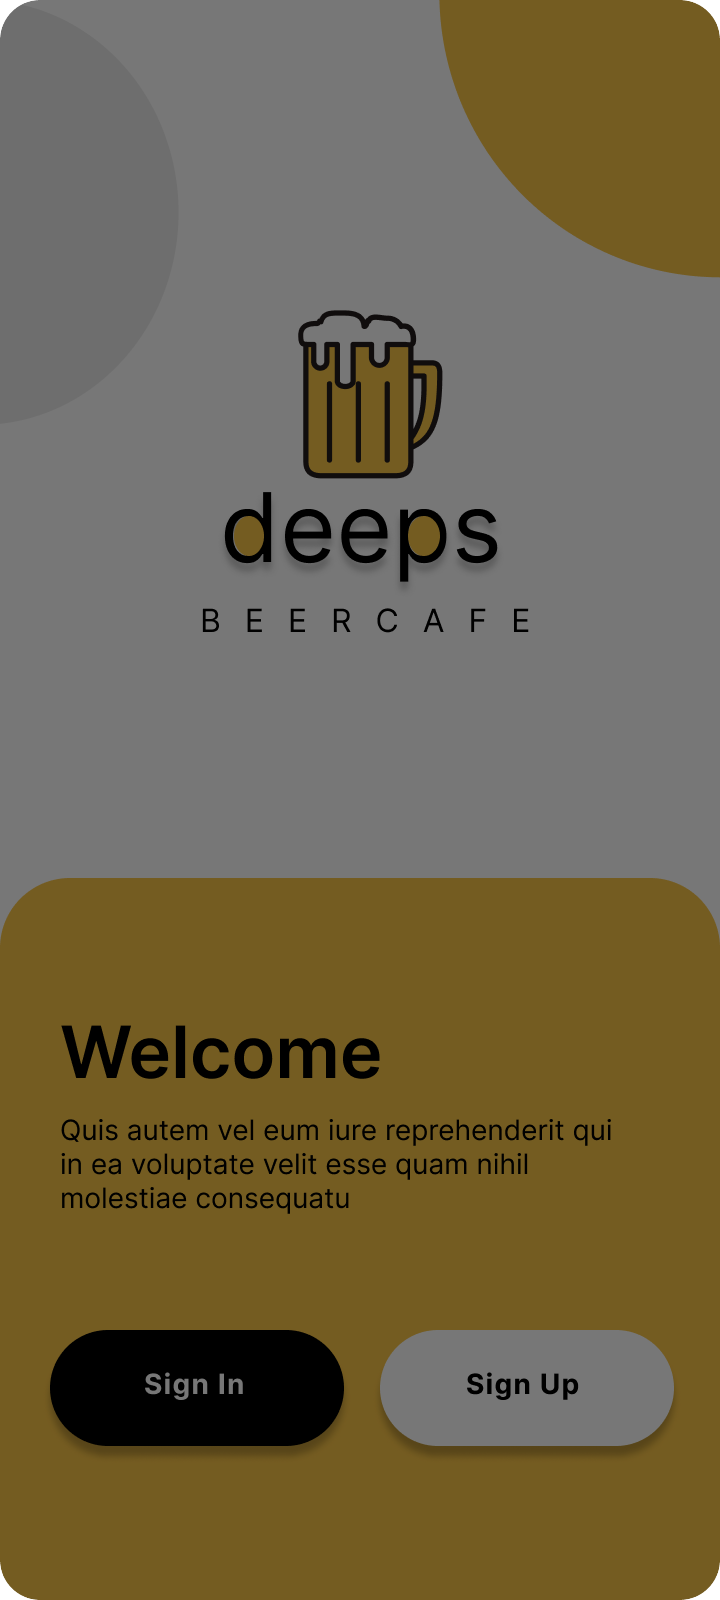 deeps
BEERCAFE
Welcome
Quis autem vel eum iure reprehenderit qui
in ea voluptate velit esse quam nihil
molestiae consequatu
Sign In
Sign Up